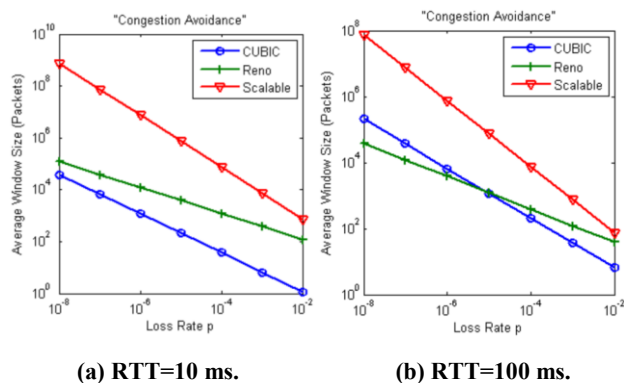 "Congestion Avoidance"
10^10
10^8
10^6
10^4
10^2
10^0
Average Window Size (Packets)
CUBIC
Reno
Scalable
10^-8
10^-6
10^-4
10^-2
Loss Rate p
(a) RTT=10 ms.
"Congestion Avoidance"
10^8
10^6
10^4
10^2
10^0
Average Window Size (Packets)
CUBIC
Reno
Scalable
10^-8
10^-6
10^-4
10^-2
Loss Rate p
(b) RTT=100 ms.